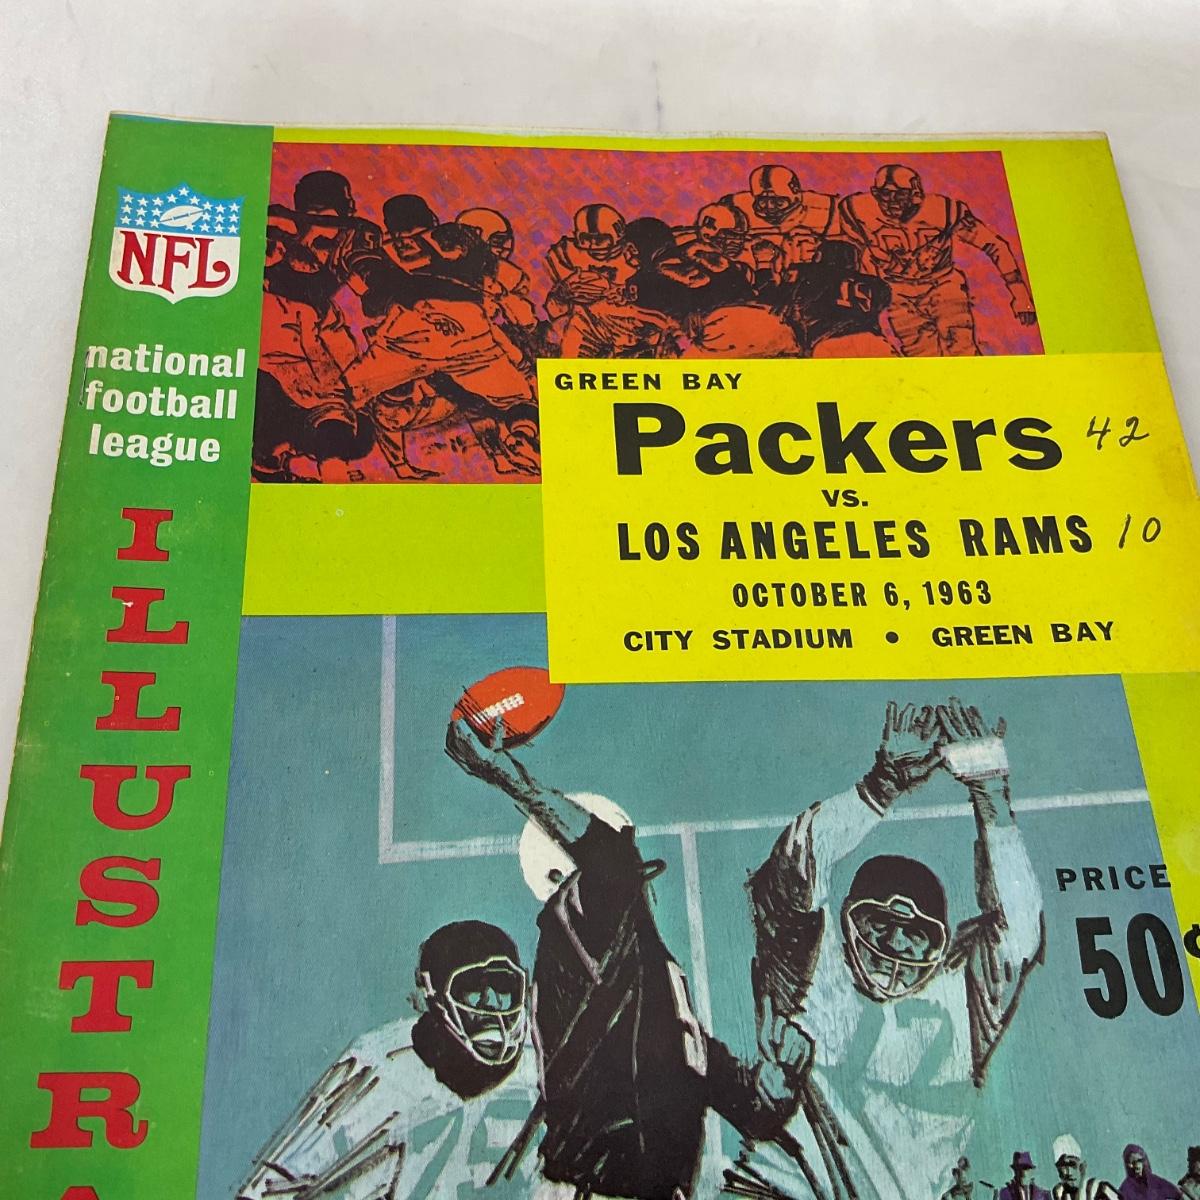 NFL
national
football
league
ILLUSTRA
GREEN BAY
Packers 42
VS.
LOS ANGELES RAMS 10
OCTOBER 6, 1963
CITY STADIUM • GREEN BAY
PRICE
50¢